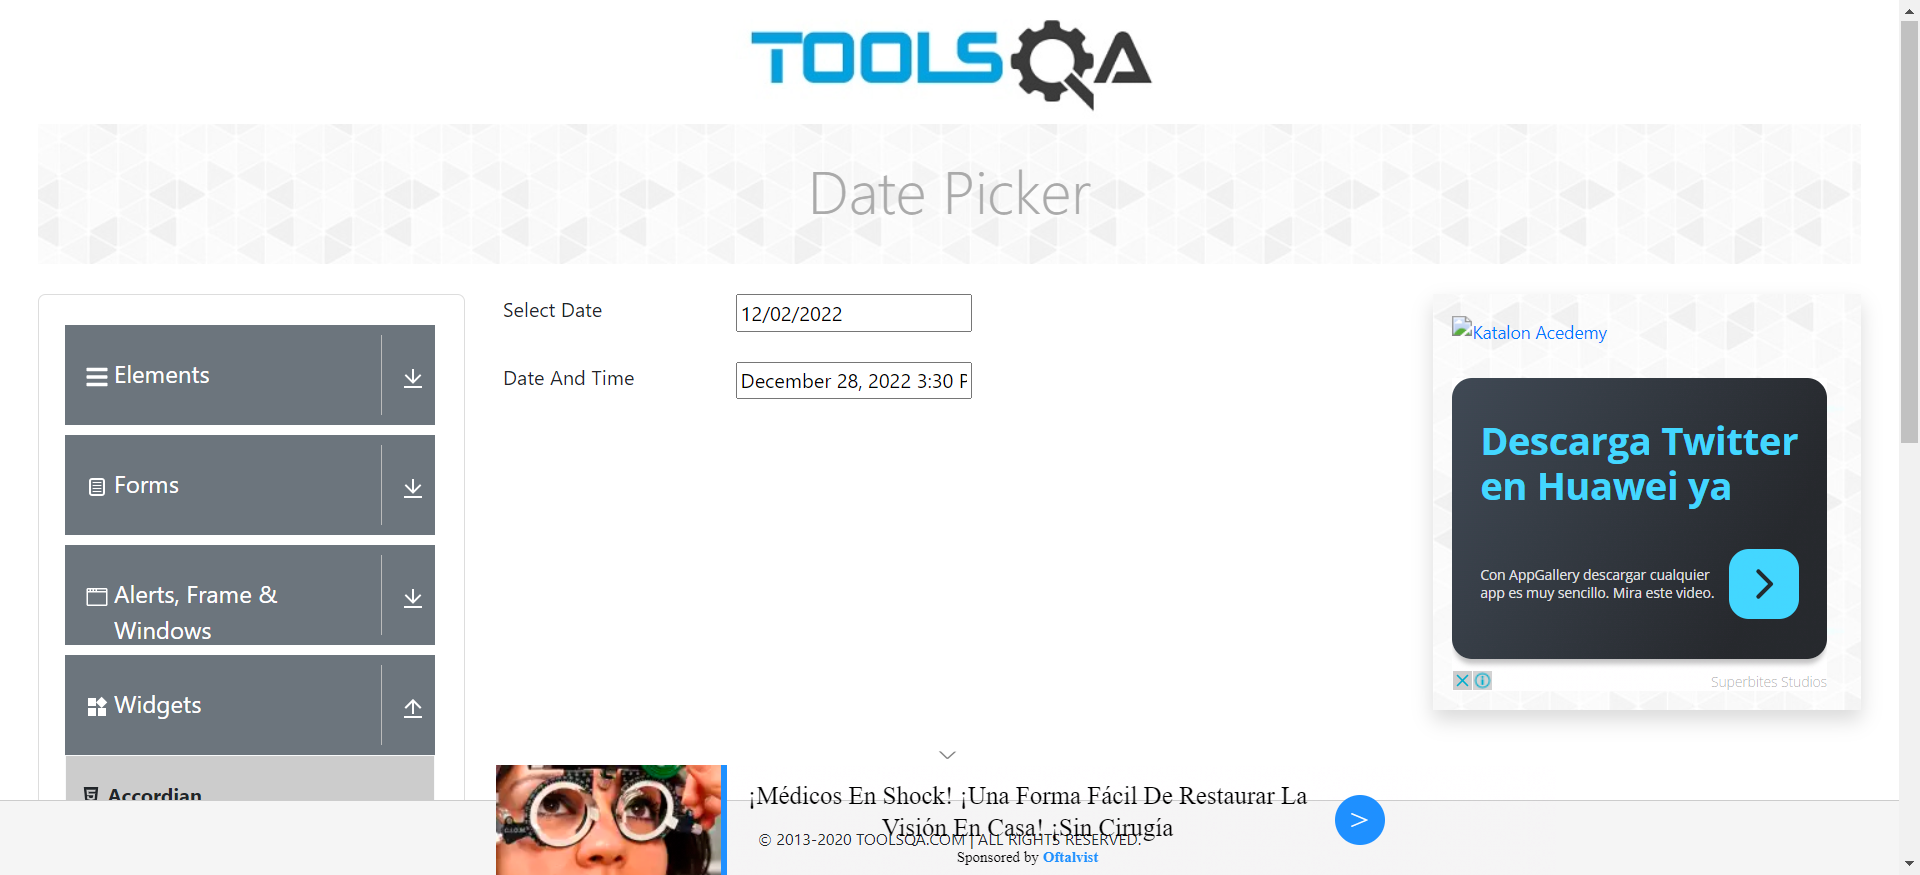 TOOLSQA
Date Picker
Select Date
12/02/2022
Date And Time
December 28, 2022 3:30 P
Elements
Forms
Alerts, Frame &
Windows
Widgets
Accordian
Katalon Acedemy
Descarga Twitter
en Huawei ya
Con AppGallery descargar cualquier
app es muy sencillo. Mira este video.
Superbites Studios
¡Médicos En Shock! ¡Una Forma Fácil De Restaurar La
Visión En Casa! ¡Sin Cirugía
© 2013-2020 TOOLSQA.COM | ALL RIGHTS RESERVED.
Sponsored by Oftalvist